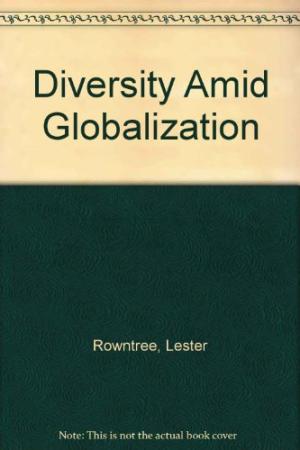 Diversity Amid
Globalization
Rowntree, Lester
Note: This is not the actual book cover